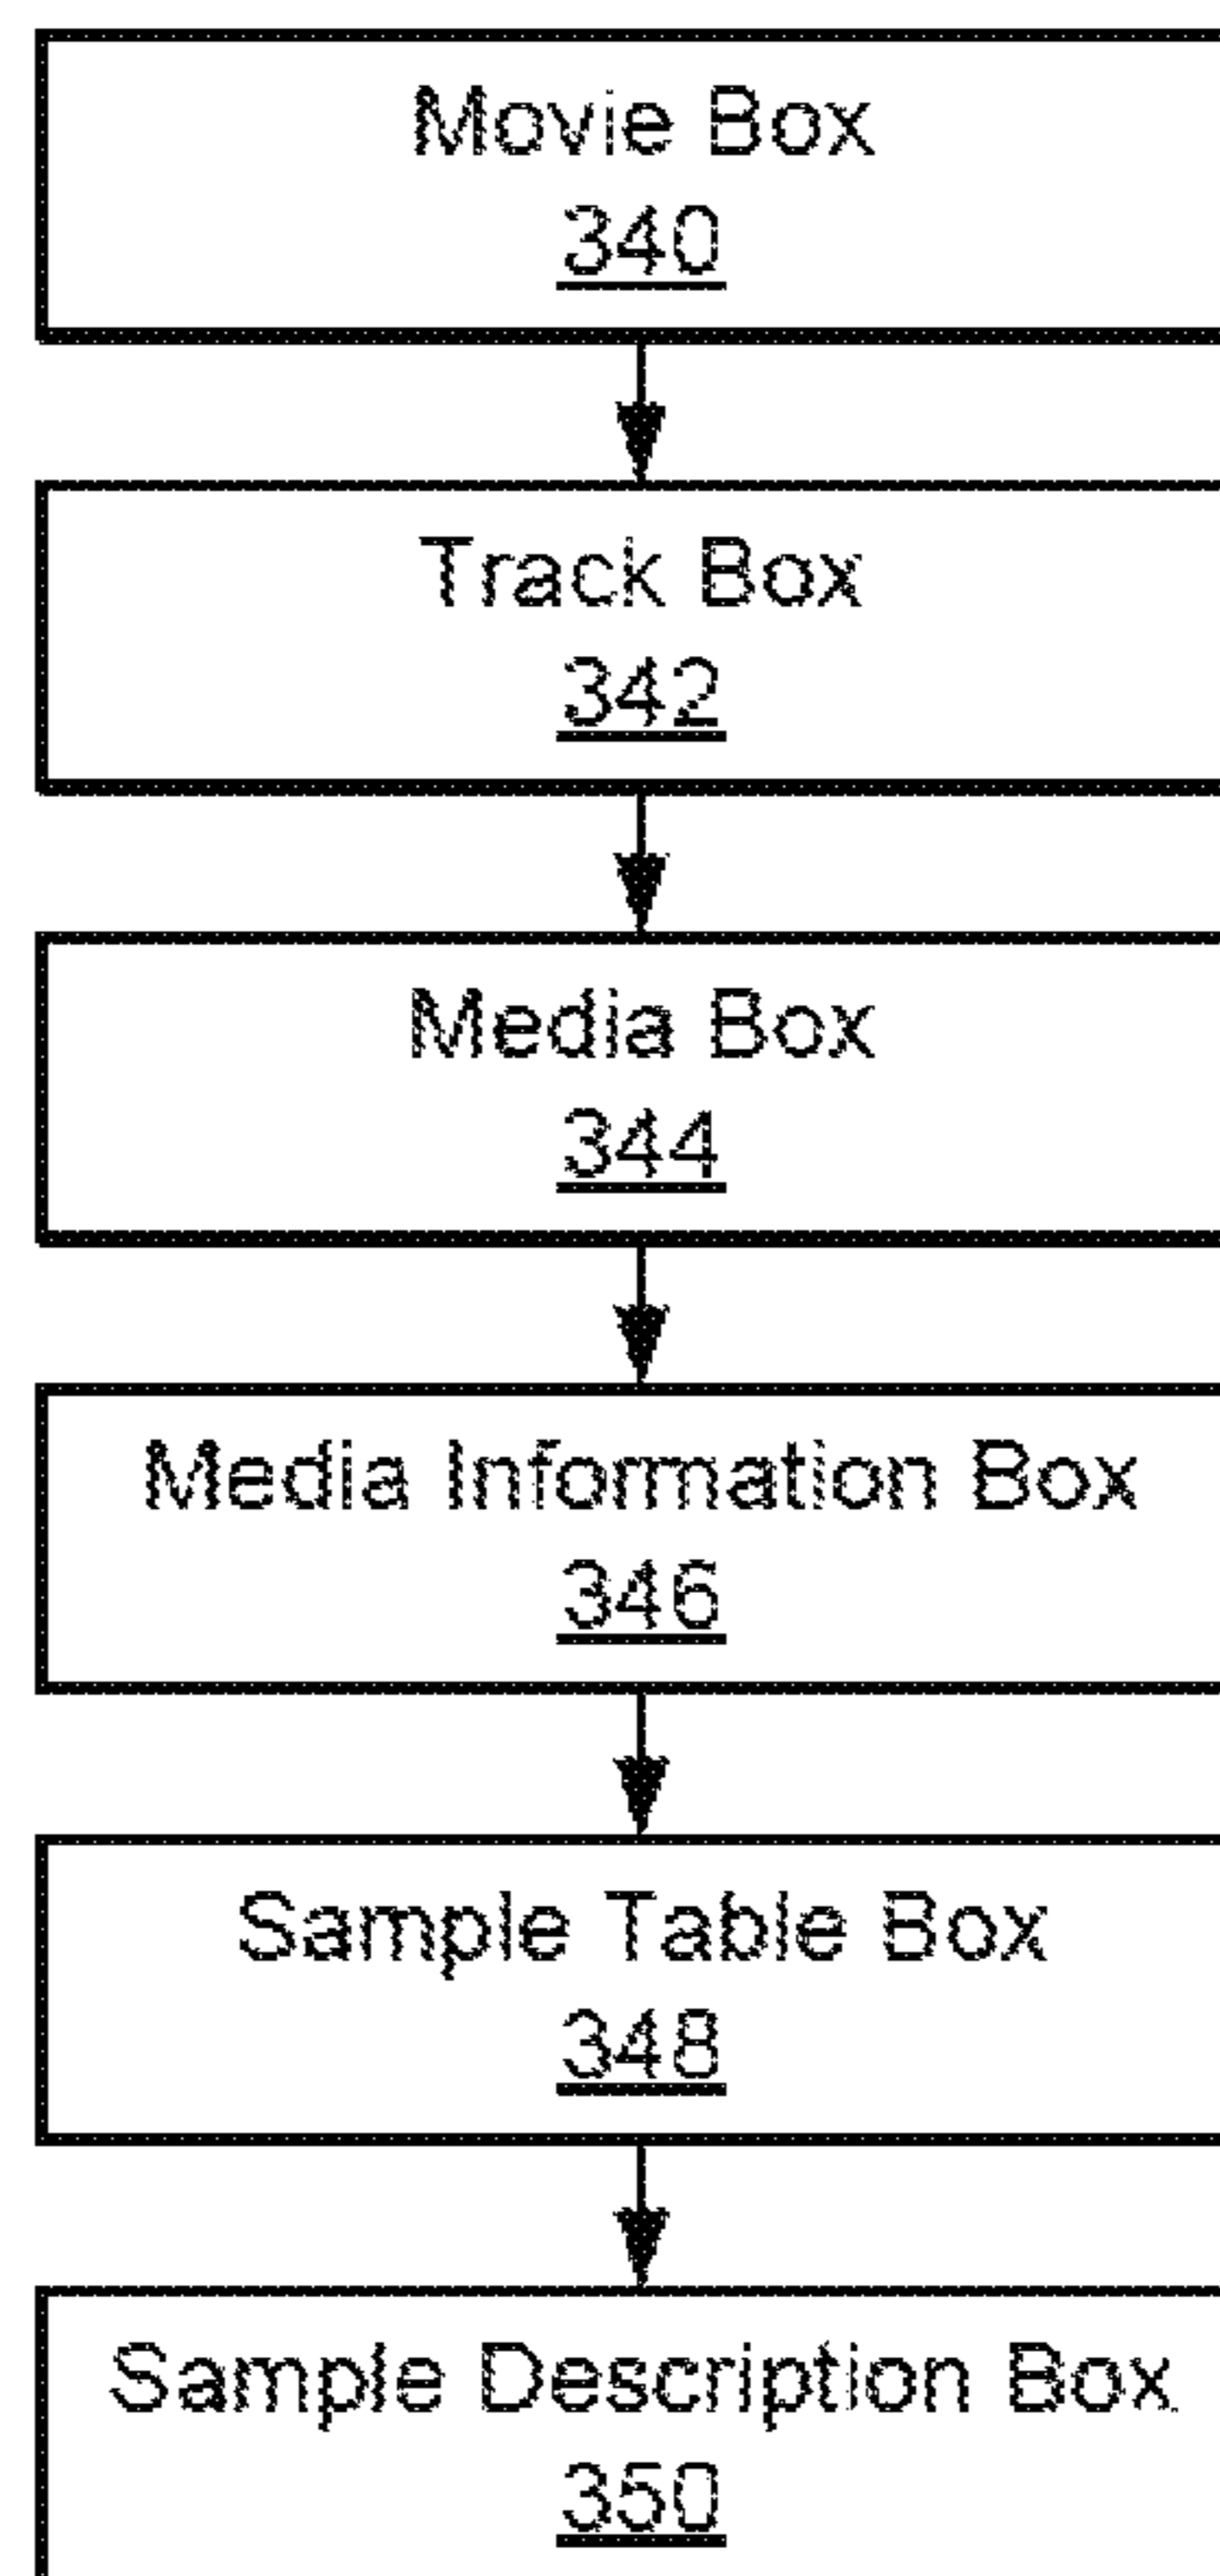 Movie Box
340
Track Box
342
Media Box
344
Media Information Box
346
Sample Table Box
348
Sample Description Box
350